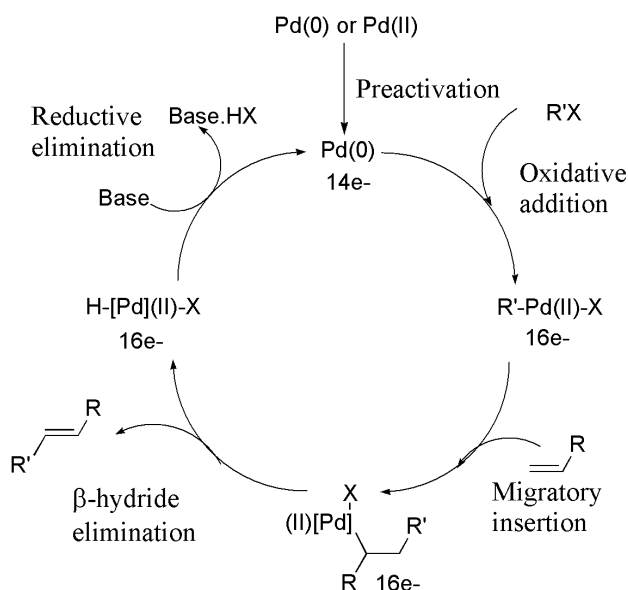 Pd(0) or Pd(II)
Preactivation
Reductive
elimination
Base.HX
R'X
Pd(0)
14e-
Oxidative
addition
Base
H-[Pd](II)-X
16e-
R'-Pd(II)-X
16e-
R
R'
R
β-hydride
elimination
Migratory
insertion
X
(II)[Pd]
R'
R
16e-